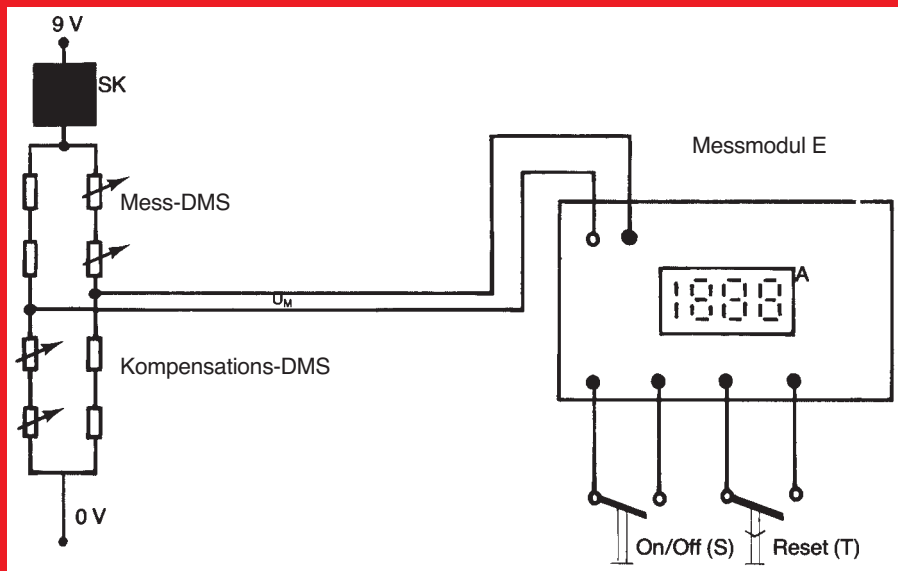 9 V
SK
Messmodul E
Mess-DMS
A
1888
U_M
Kompensations-DMS
0 V
On/Off (S)
Reset (T)